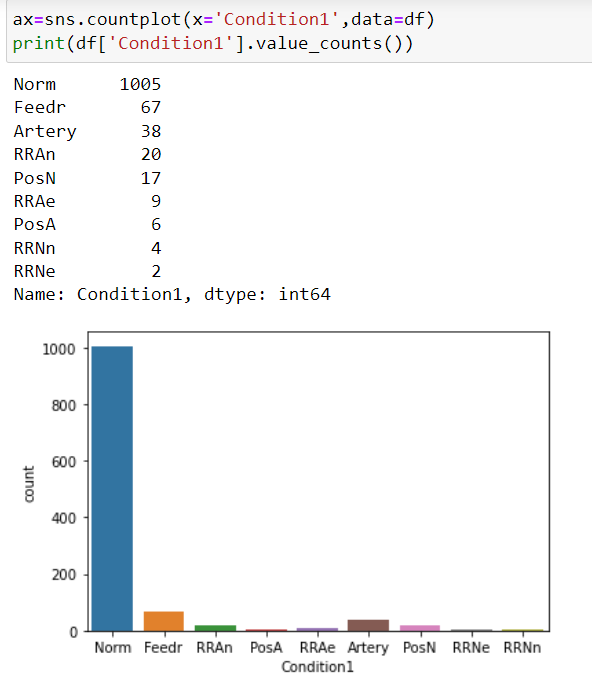 ax=sns.countplot(x='Condition1',data=df)
print(df['Condition1'].value_counts())
Norm 1005
Feedr 67
Artery 38
RRAn 20
PosN 17
RRAe 9
PosA 6
RRNn 4
RRNe 2
Name: Condition1, dtype: int64
1000
800
600
400
200
0
count
Norm Feedr RRAn PosA RRAe Artery PosN RRNe RRNn
Condition1